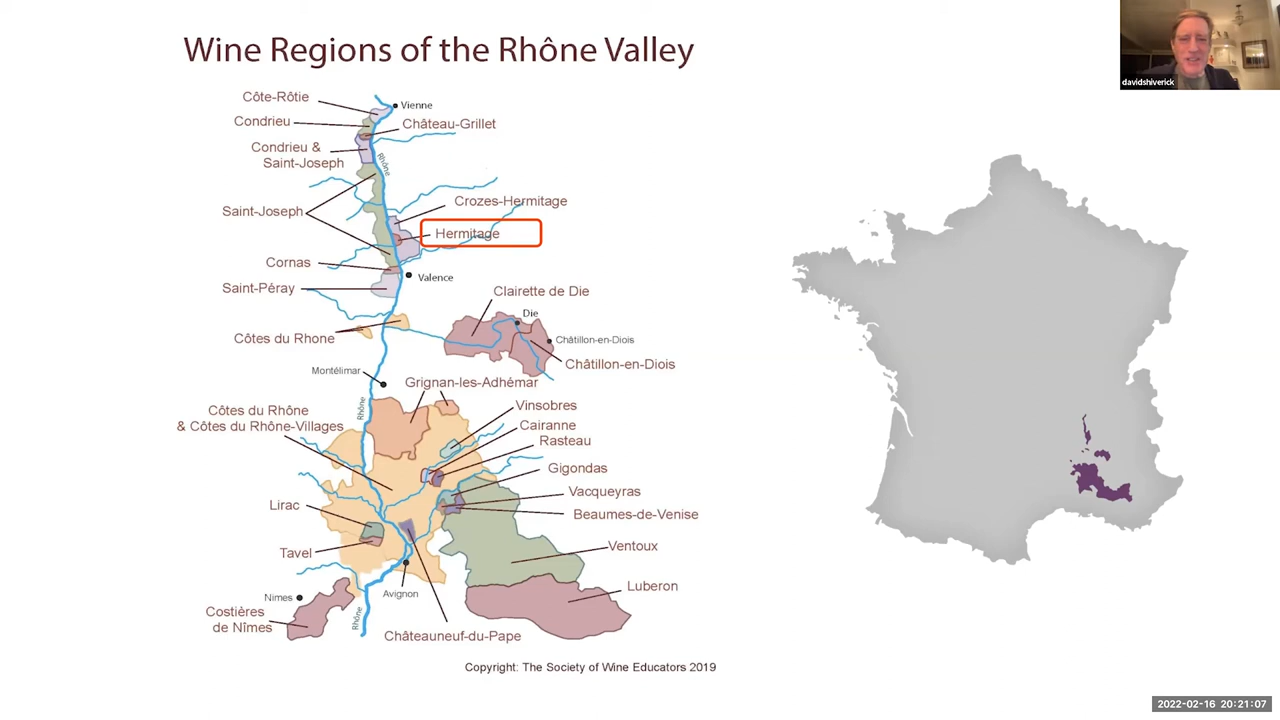 Wine Regions of the Rhône Valley
davidshiverick
Côte-Rôtie
Vienne
Condrieu
Château-Grillet
Condrieu &
Saint-Joseph
Rhône
Crozes-Hermitage
Saint-Joseph
Hermitage
Cornas
Valence
Saint-Péray
Clairette de Die
Die
Côtes du Rhone
Châtillon-en-Diois
Châtillon-en-Diois
Montélimar
Grignan-les-Adhémar
Rhône
Côtes du Rhône
& Côtes du Rhône-Villages
Vinsobres
Cairanne
Rasteau
Gigondas
Vacqueyras
Lirac
Beaumes-de-Venise
Tavel
Ventoux
Luberon
Nimes
Avignon
Costières
de Nîmes
Rhône
Châteauneuf-du-Pape
Copyright: The Society of Wine Educators 2019
2022-02-16 20:21:07